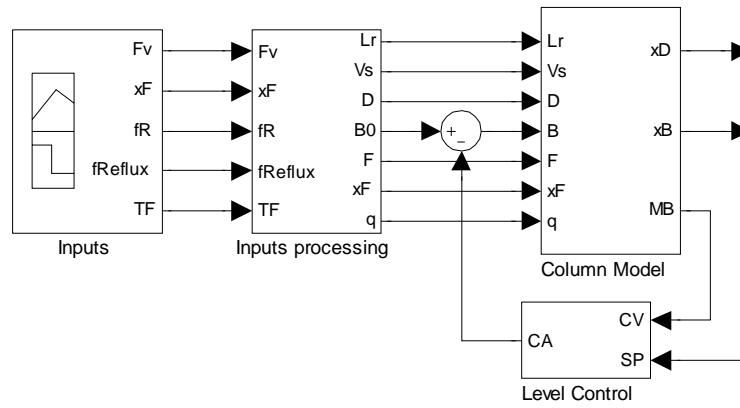 Fv
xF
fR
fReflux
TF
Inputs
Fv
xF
fR
fReflux
TF
Lr
Vs
D
B0
F
xF
q
Inputs processing
+
−
Lr
Vs
D
B
F
xF
q
xD
xB
MB
Column Model
CV
SP
CA
Level Control